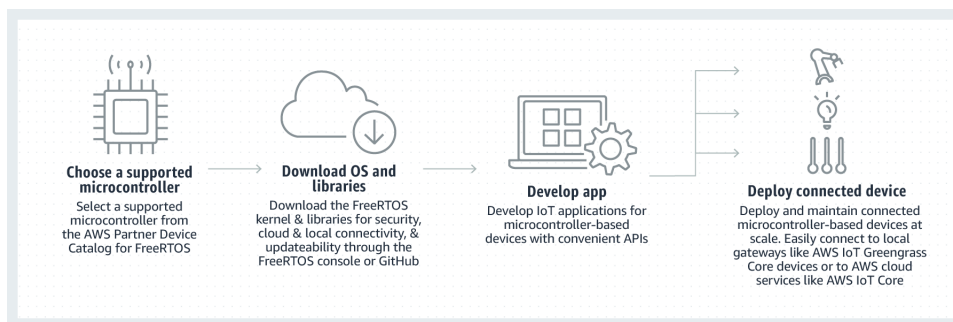 Choose a supported
microcontroller
Select a supported
microcontroller from
the AWS Partner Device
Catalog for FreeRTOS
Download OS and
libraries
Download the FreeRTOS
kernel & libraries for security,
cloud & local connectivity, &
updateability through the
FreeRTOS console or GitHub
Develop app
Develop IoT applications for
microcontroller-based
devices with convenient APIs
Deploy connected device
Deploy and maintain connected
microcontroller-based devices at
scale. Easily connect to local
gateways like AWS IoT Greengrass
Core devices or to AWS cloud
services like AWS IoT Core